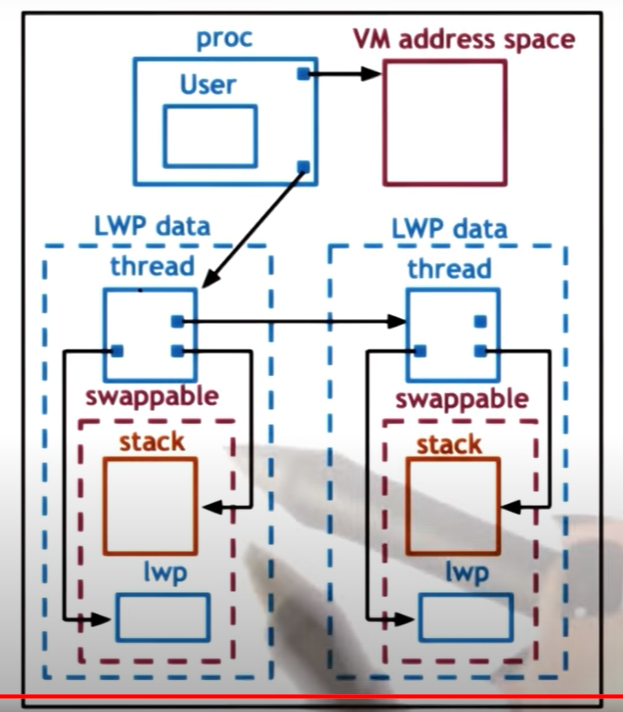 proc
VM address space
User
LWP data
LWP data
thread
thread
swappable
swappable
stack
stack
lwp
lwp